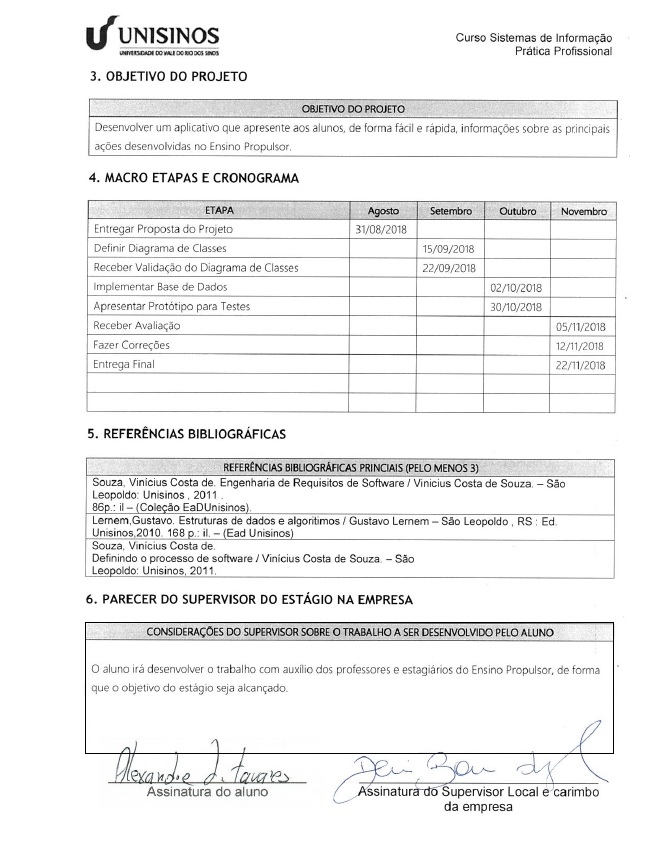 UNISINOS
UNIVERSIDADE DO VALE DO RIO DOS SINOS
Curso Sistemas de Informação
Prática Profissional
3. OBJETIVO DO PROJETO
OBJETIVO DO PROJETO
Desenvolver um aplicativo que apresente aos alunos, de forma fácil e rápida, informações sobre as principais
ações desenvolvidas no Ensino Propulsor.
4. MACRO ETAPAS E CRONOGRAMA
ETAPA Agosto Setembro Outubro Novembro
Entregar Proposta do Projeto 31/08/2018
Definir Diagrama de Classes 15/09/2018
Receber Validação do Diagrama de Classes 22/09/2018
Implementar Base de Dados 02/10/2018
Apresentar Protótipo para Testes 30/10/2018
Receber Avaliação 05/11/2018
Fazer Correções 12/11/2018
Entrega Final 22/11/2018
5. REFERÊNCIAS BIBLIOGRÁFICAS
REFERÊNCIAS BIBLIOGRÁFICAS PRINCIAIS (PELO MENOS 3)
Souza, Vinícius Costa de. Engenharia de Requisitos de Software / Vinicius Costa de Souza. – São
Leopoldo: Unisinos , 2011 .
86p.: il – (Coleção EaDUnisinos).
Lernem,Gustavo. Estruturas de dados e algoritimos / Gustavo Lernem – São Leopoldo , RS : Ed.
Unisinos,2010. 168 p.: il. – (Ead Unisinos)
Souza, Vinícius Costa de.
Definindo o processo de software / Vinícius Costa de Souza. – São
Leopoldo: Unisinos, 2011.
6. PARECER DO SUPERVISOR DO ESTÁGIO NA EMPRESA
CONSIDERAÇÕES DO SUPERVISOR SOBRE O TRABALHO A SER DESENVOLVIDO PELO ALUNO
O aluno irá desenvolver o trabalho com auxílio dos professores e estagiários do Ensino Propulsor, de forma
que o objetivo do estágio seja alcançado.
Alexandre J. Tavares
Assinatura do aluno
Assinatura do Supervisor Local e carimbo
da empresa